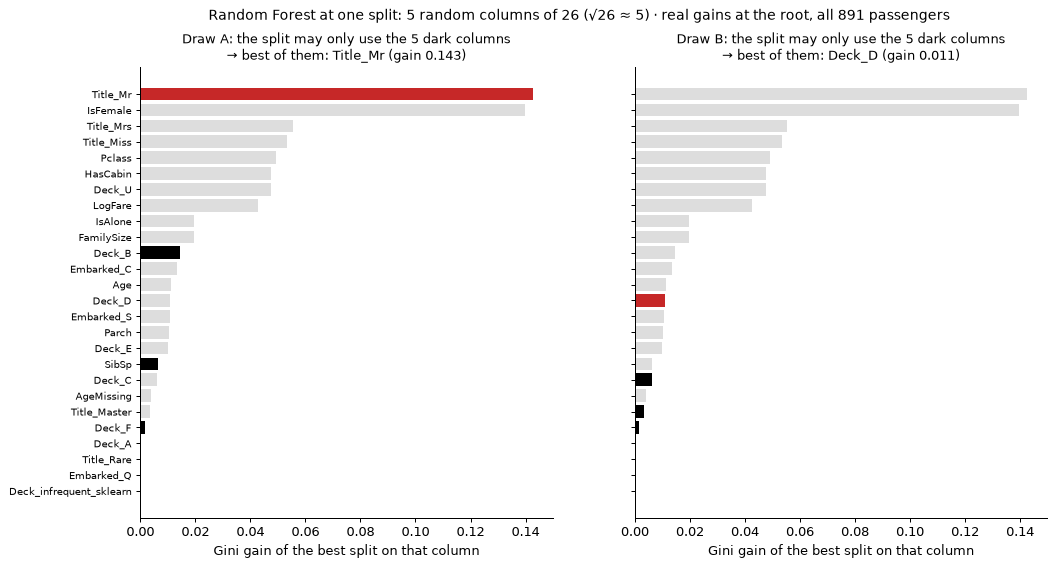 Random Forest at one split: 5 random columns of 26 (√26 ≈ 5) · real gains at the root, all 891 passengers
Draw A: the split may only use the 5 dark columns
→ best of them: Title_Mr (gain 0.143)
Title_Mr
IsFemale
Title_Mrs
Title_Miss
Pclass
HasCabin
Deck_U
LogFare
IsAlone
FamilySize
Deck_B
Embarked_C
Age
Deck_D
Embarked_S
Parch
Deck_E
SibSp
Deck_C
AgeMissing
Title_Master
Deck_F
Deck_A
Title_Rare
Embarked_Q
Deck_infrequent_sklearn
0.00 0.02 0.04 0.06 0.08 0.10 0.12 0.14
Gini gain of the best split on that column
Draw B: the split may only use the 5 dark columns
→ best of them: Deck_D (gain 0.011)
0.00 0.02 0.04 0.06 0.08 0.10 0.12 0.14
Gini gain of the best split on that column